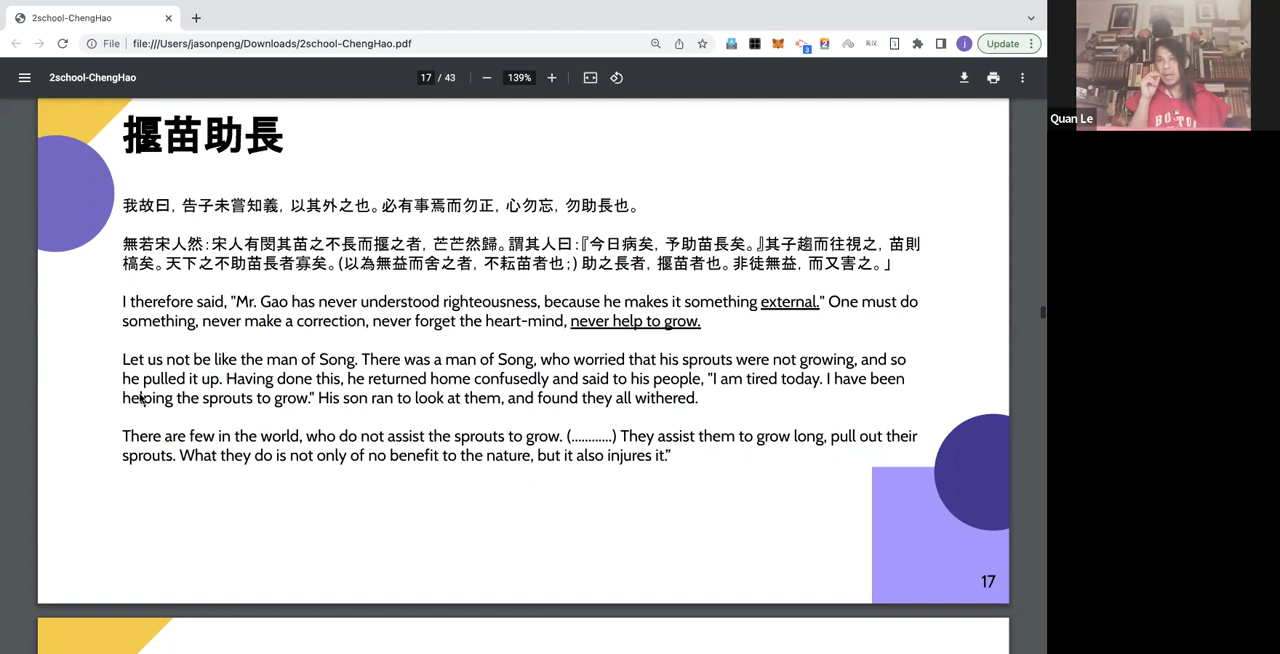 2school-ChengHao
File
file:///Users/jasonpeng/Downloads/2school-ChengHao.pdf
Update
2school-ChengHao
17 / 43
139%
Quan Le
揠苗助長
我故曰，告子未嘗知義，以其外之也。必有事焉而勿正，心勿忘，勿助長也。
無若宋人然：宋人有閔其苗之不長而揠之者，芒芒然歸。謂其人曰：『今日病矣，予助苗長矣。』其子趨而往視之，苗則
槁矣。天下之不助苗長者寡矣。(以為無益而舍之者，不耘苗者也；) 助之長者，揠苗者也。非徒無益，而又害之。」
I therefore said, "Mr. Gao has never understood righteousness, because he makes it something external." One must do
something, never make a correction, never forget the heart-mind, never help to grow.
Let us not be like the man of Song. There was a man of Song, who worried that his sprouts were not growing, and so
he pulled it up. Having done this, he returned home confusedly and said to his people, "I am tired today. I have been
helping the sprouts to grow." His son ran to look at them, and found they all withered.
There are few in the world, who do not assist the sprouts to grow. (............) They assist them to grow long, pull out their
sprouts. What they do is not only of no benefit to the nature, but it also injures it."
17